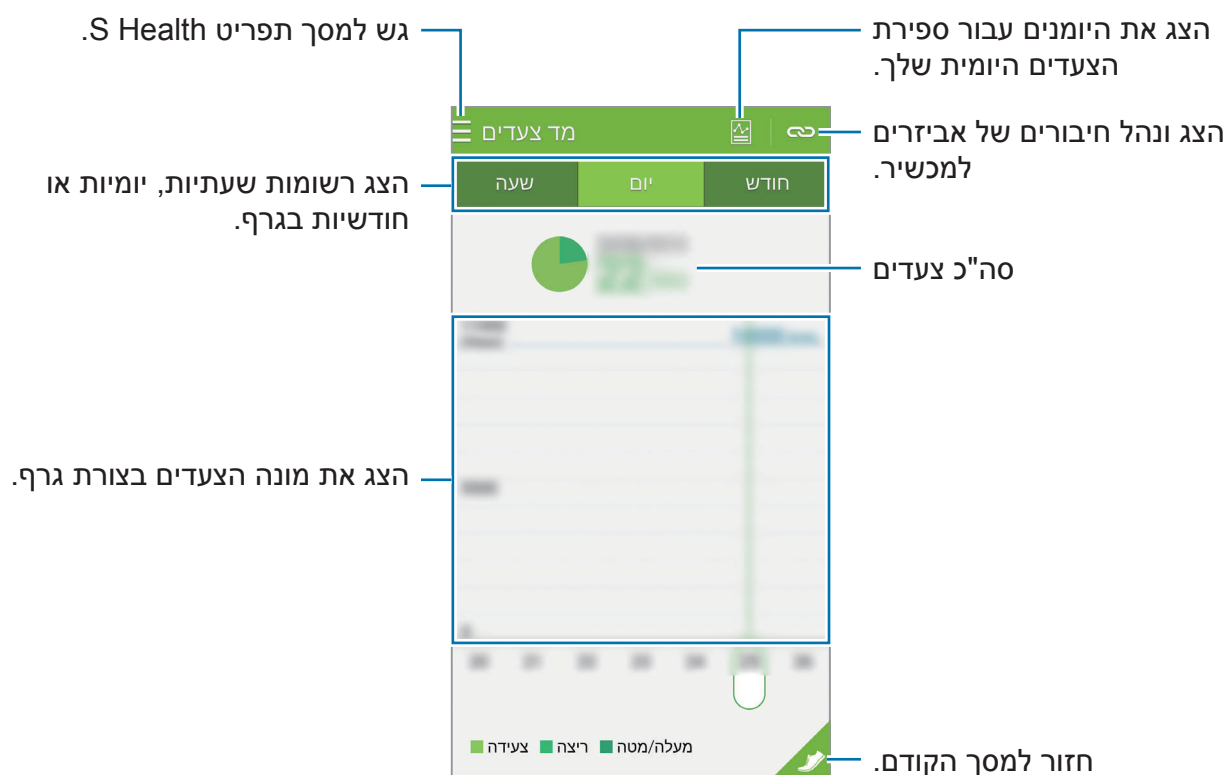 גש למסך תפריט S Health.
הצג את היומנים עבור ספירת
הצעדים היומית שלך.
מד צעדים
הצג ונהל חיבורים של אביזרים
למכשיר.
הצג רשומות שעתיות, יומיות או
חודשיות בגרף.
שעה
יום
חודש
סה"כ צעדים
הצג את מונה הצעדים בצורת גרף.
צעידה
ריצה
מעלה/מטה
חזור למסך הקודם.